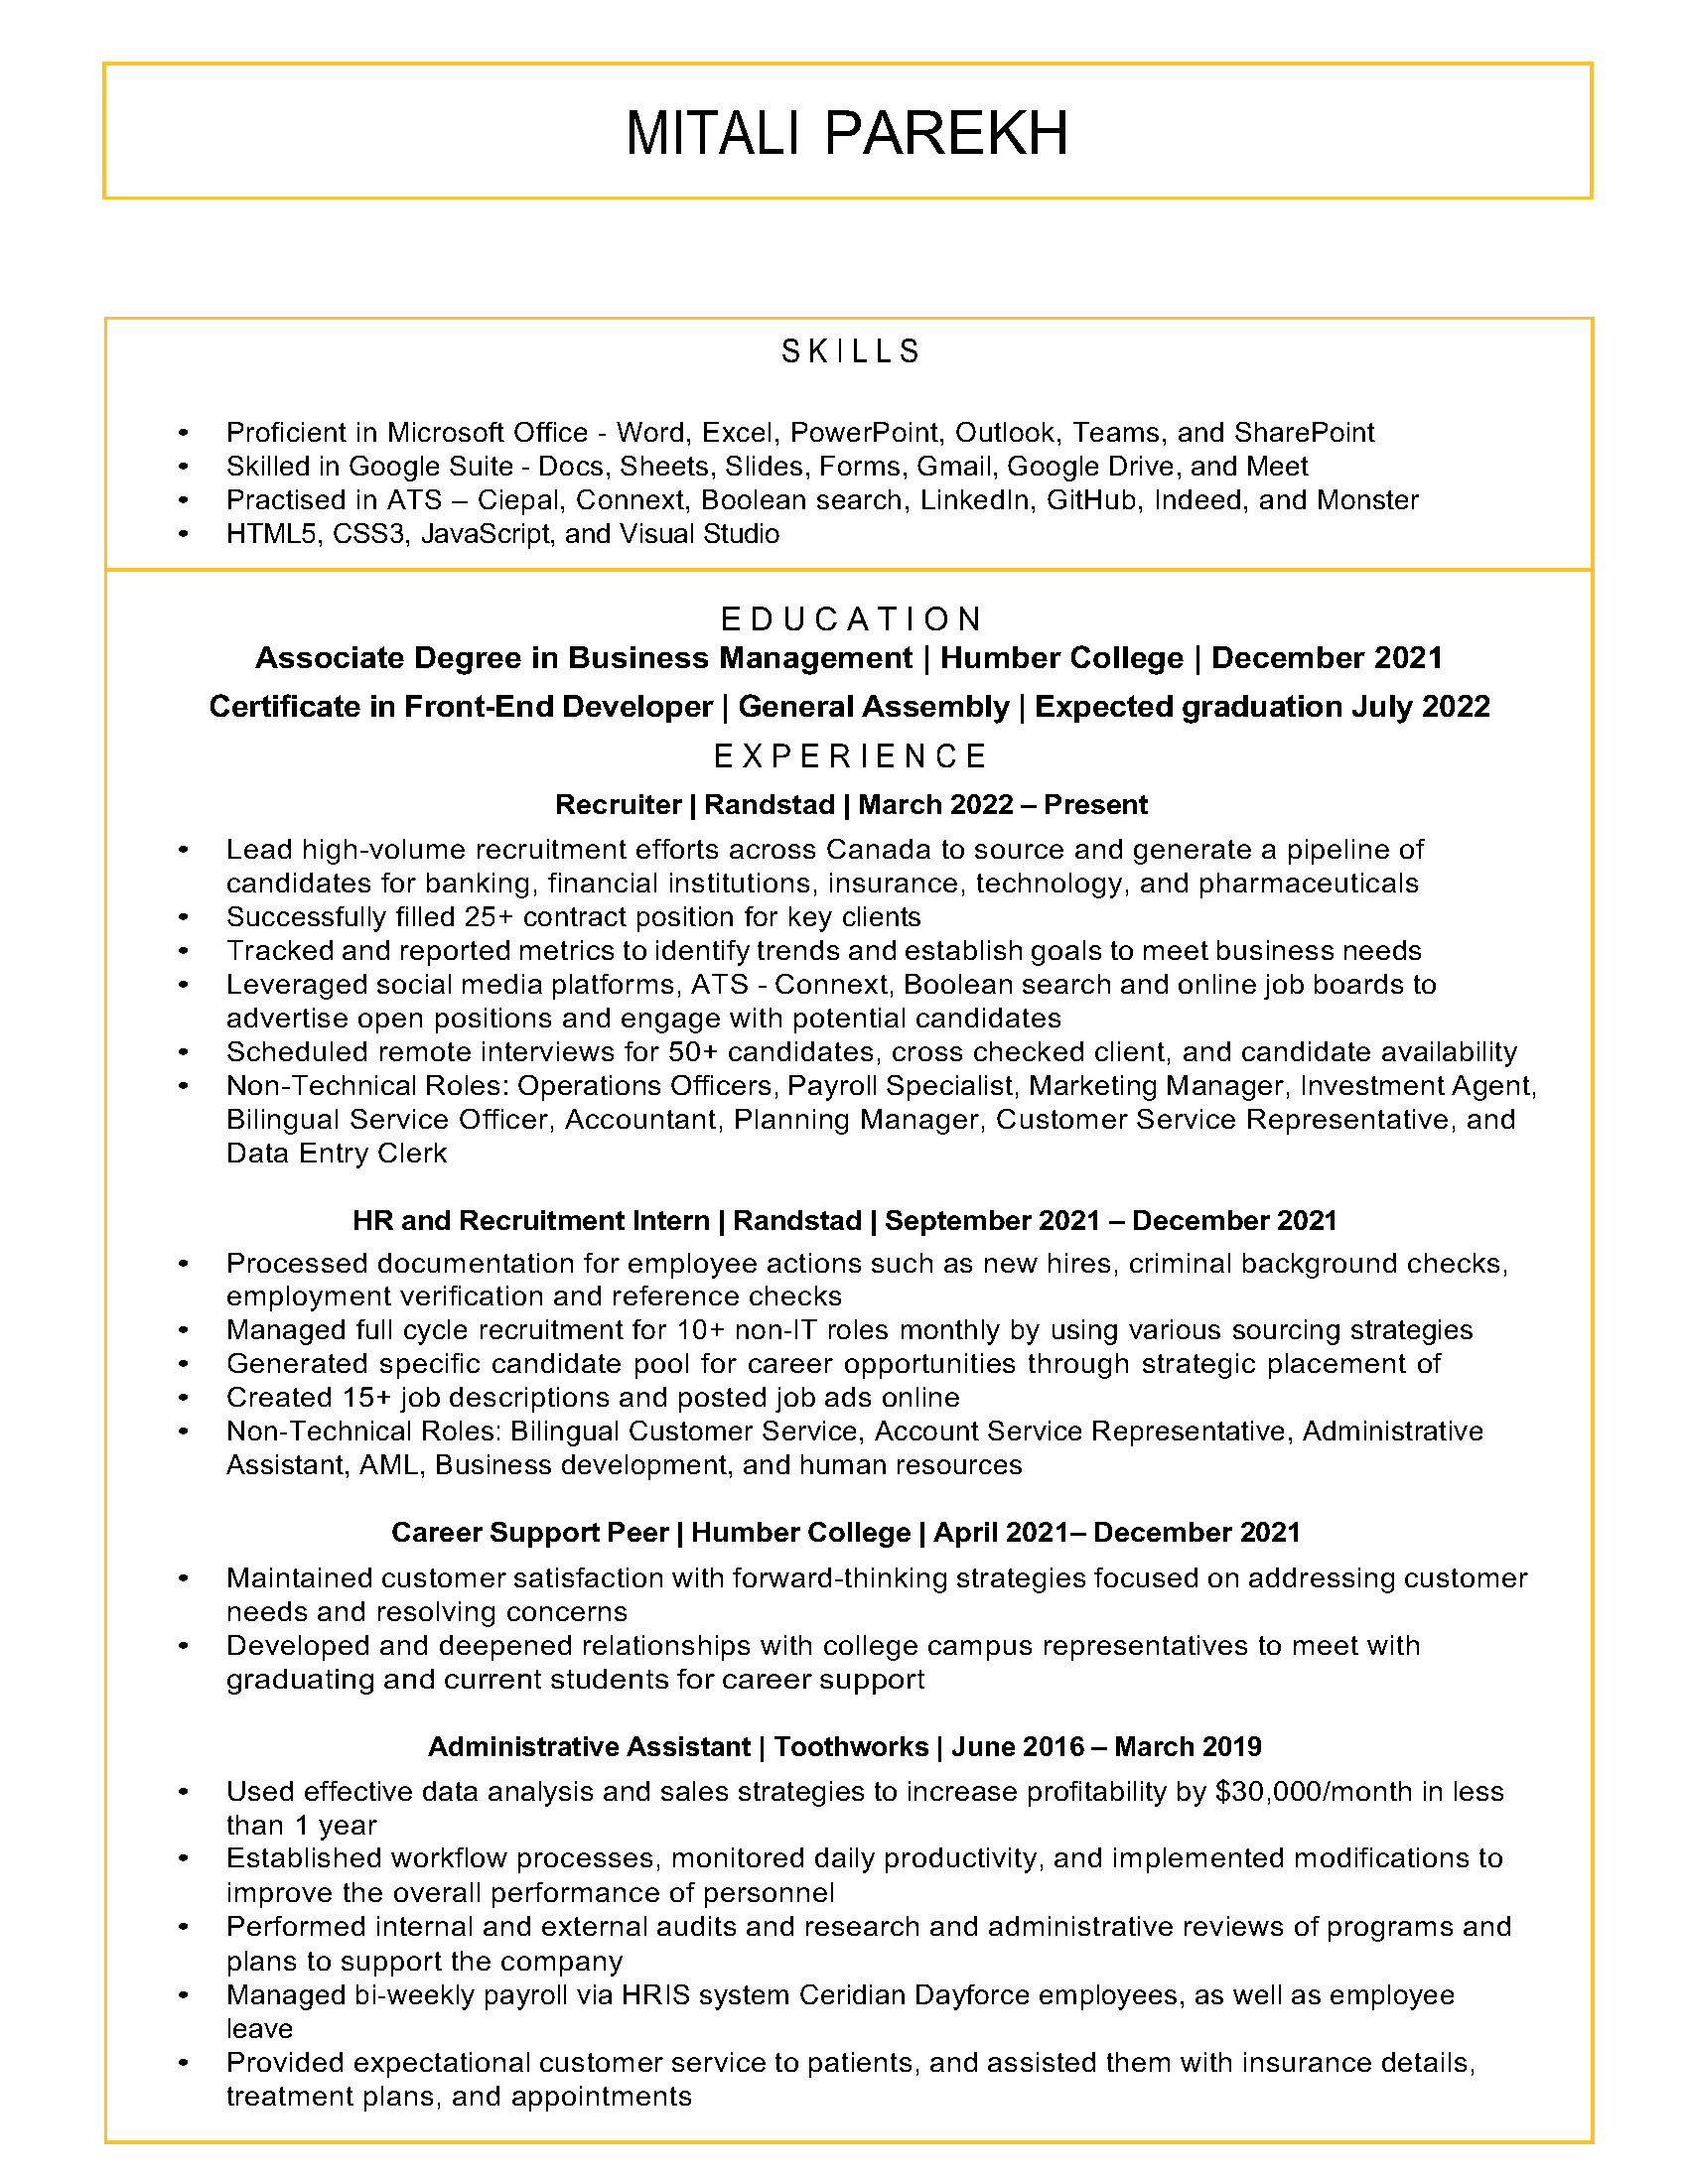 MITALI PAREKH
SKILLS
• Proficient in Microsoft Office - Word, Excel, PowerPoint, Outlook, Teams, and SharePoint
• Skilled in Google Suite - Docs, Sheets, Slides, Forms, Gmail, Google Drive, and Meet
• Practised in ATS – Ciepal, Connext, Boolean search, LinkedIn, GitHub, Indeed, and Monster
• HTML5, CSS3, JavaScript, and Visual Studio
EDUCATION
Associate Degree in Business Management | Humber College | December 2021
Certificate in Front-End Developer | General Assembly | Expected graduation July 2022
EXPERIENCE
Recruiter | Randstad | March 2022 – Present
• Lead high-volume recruitment efforts across Canada to source and generate a pipeline of
candidates for banking, financial institutions, insurance, technology, and pharmaceuticals
• Successfully filled 25+ contract position for key clients
• Tracked and reported metrics to identify trends and establish goals to meet business needs
• Leveraged social media platforms, ATS - Connext, Boolean search and online job boards to
advertise open positions and engage with potential candidates
• Scheduled remote interviews for 50+ candidates, cross checked client, and candidate availability
• Non-Technical Roles: Operations Officers, Payroll Specialist, Marketing Manager, Investment Agent,
Bilingual Service Officer, Accountant, Planning Manager, Customer Service Representative, and
Data Entry Clerk
HR and Recruitment Intern | Randstad | September 2021 – December 2021
• Processed documentation for employee actions such as new hires, criminal background checks,
employment verification and reference checks
• Managed full cycle recruitment for 10+ non-IT roles monthly by using various sourcing strategies
• Generated specific candidate pool for career opportunities through strategic placement of
• Created 15+ job descriptions and posted job ads online
• Non-Technical Roles: Bilingual Customer Service, Account Service Representative, Administrative
Assistant, AML, Business development, and human resources
Career Support Peer | Humber College | April 2021– December 2021
• Maintained customer satisfaction with forward-thinking strategies focused on addressing customer
needs and resolving concerns
• Developed and deepened relationships with college campus representatives to meet with
graduating and current students for career support
Administrative Assistant | Toothworks | June 2016 – March 2019
• Used effective data analysis and sales strategies to increase profitability by $30,000/month in less
than 1 year
• Established workflow processes, monitored daily productivity, and implemented modifications to
improve the overall performance of personnel
• Performed internal and external audits and research and administrative reviews of programs and
plans to support the company
• Managed bi-weekly payroll via HRIS system Ceridian Dayforce employees, as well as employee
leave
• Provided expectational customer service to patients, and assisted them with insurance details,
treatment plans, and appointments